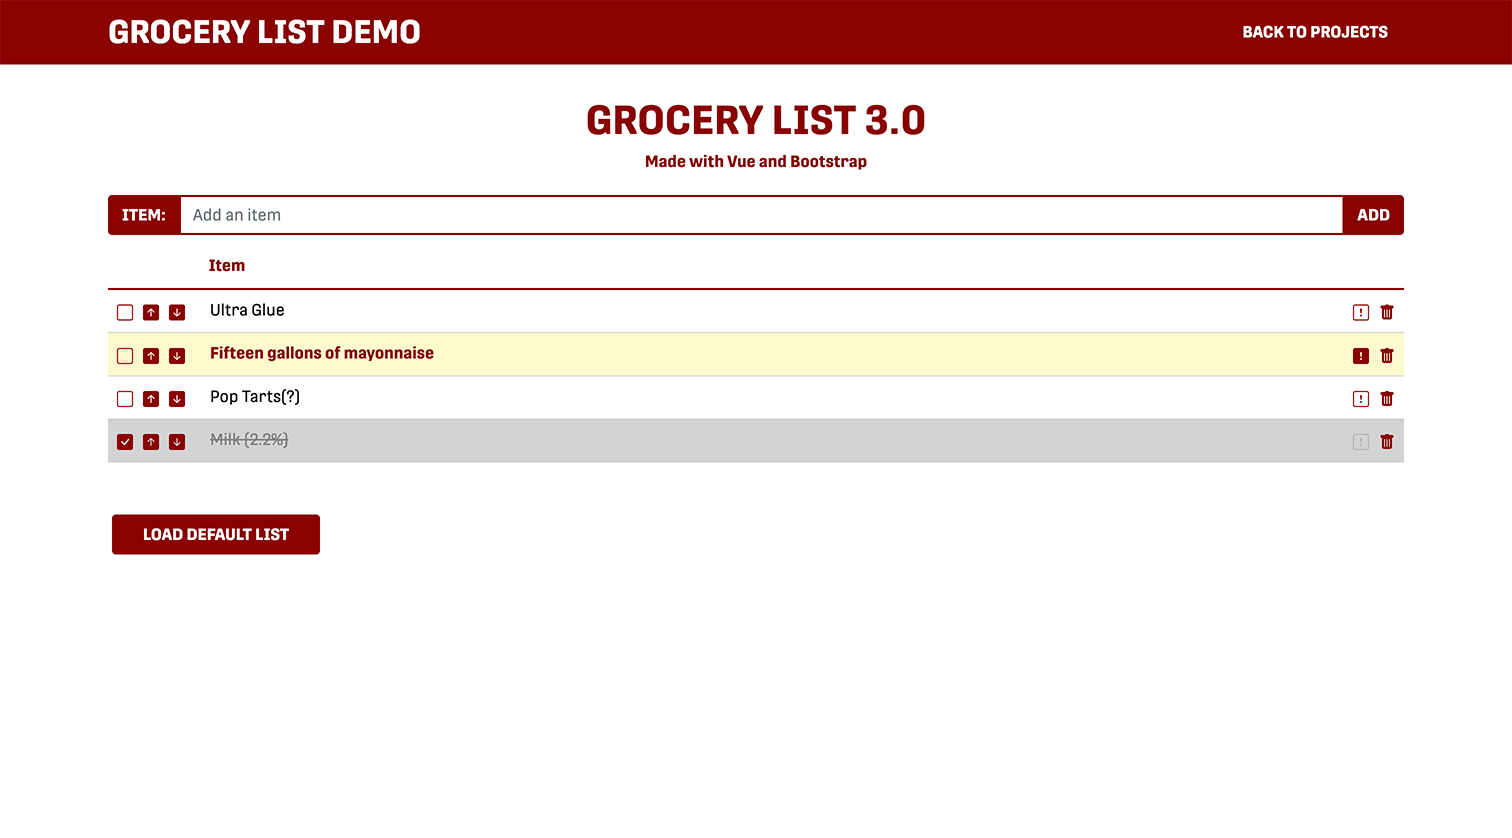 GROCERY LIST DEMO
BACK TO PROJECTS
GROCERY LIST 3.0
Made with Vue and Bootstrap
ITEM:
Add an item
ADD
Item
Ultra Glue
Fifteen gallons of mayonnaise
Pop Tarts(?)
Milk (2.2%)
LOAD DEFAULT LIST